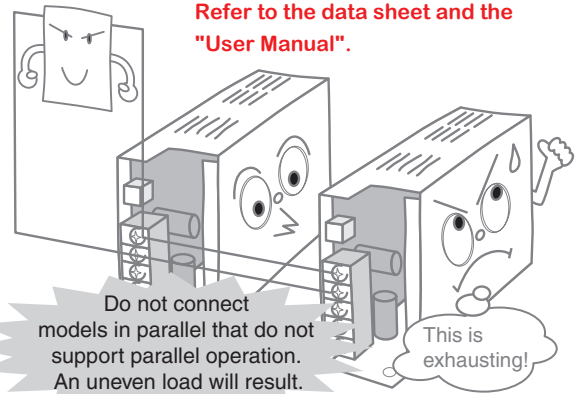 Refer to the data sheet and the
"User Manual".
Do not connect
models in parallel that do not
support parallel operation.
An uneven load will result.
This is
exhausting!